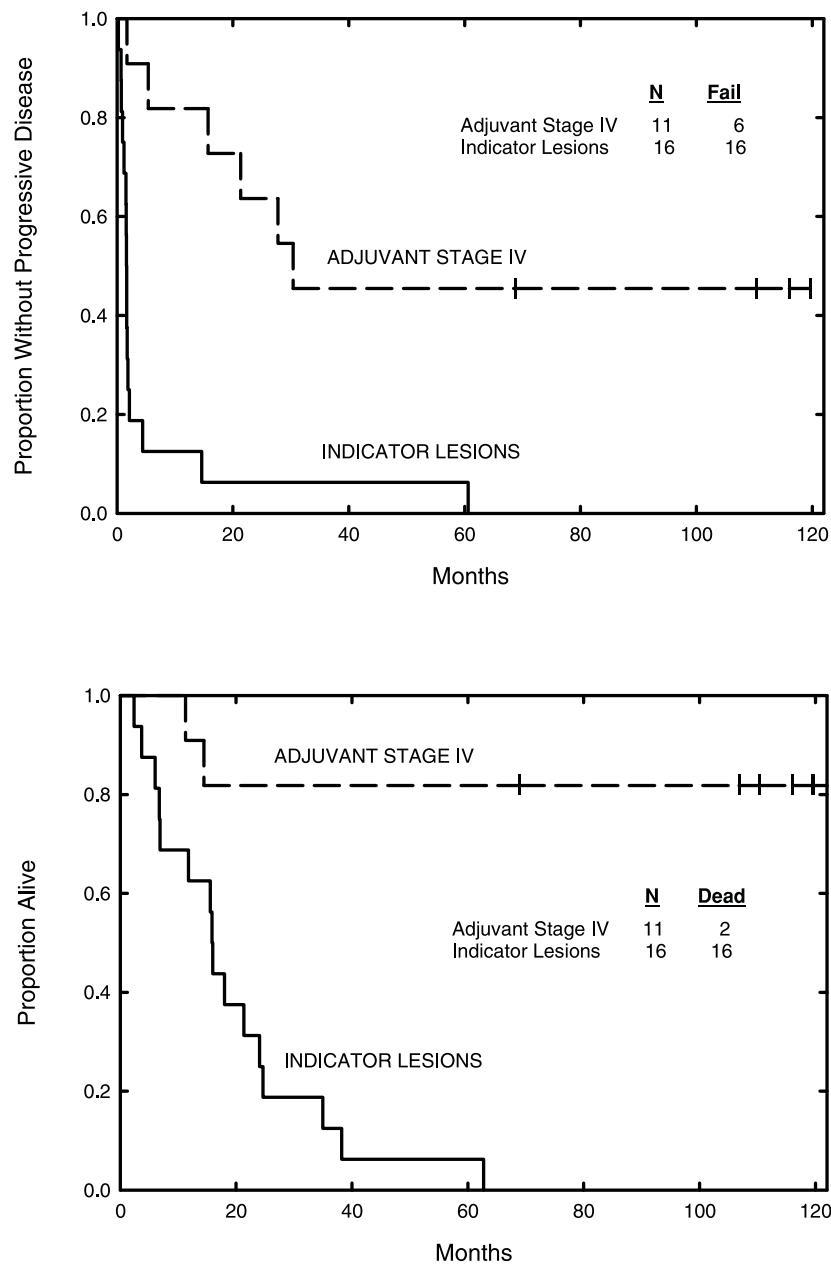 1.0
N Fail
0.8
Adjuvant Stage IV 11 6
Indicator Lesions 16 16
0.6
ADJUVANT STAGE IV
0.4
0.2
INDICATOR LESIONS
0.0
0 20 40 60 80 100 120
Months
Proportion Without Progressive Disease
1.0
ADJUVANT STAGE IV
0.8
0.6
N Dead
Adjuvant Stage IV 11 2
Indicator Lesions 16 16
0.4
INDICATOR LESIONS
0.2
0.0
0 20 40 60 80 100 120
Months
Proportion Alive